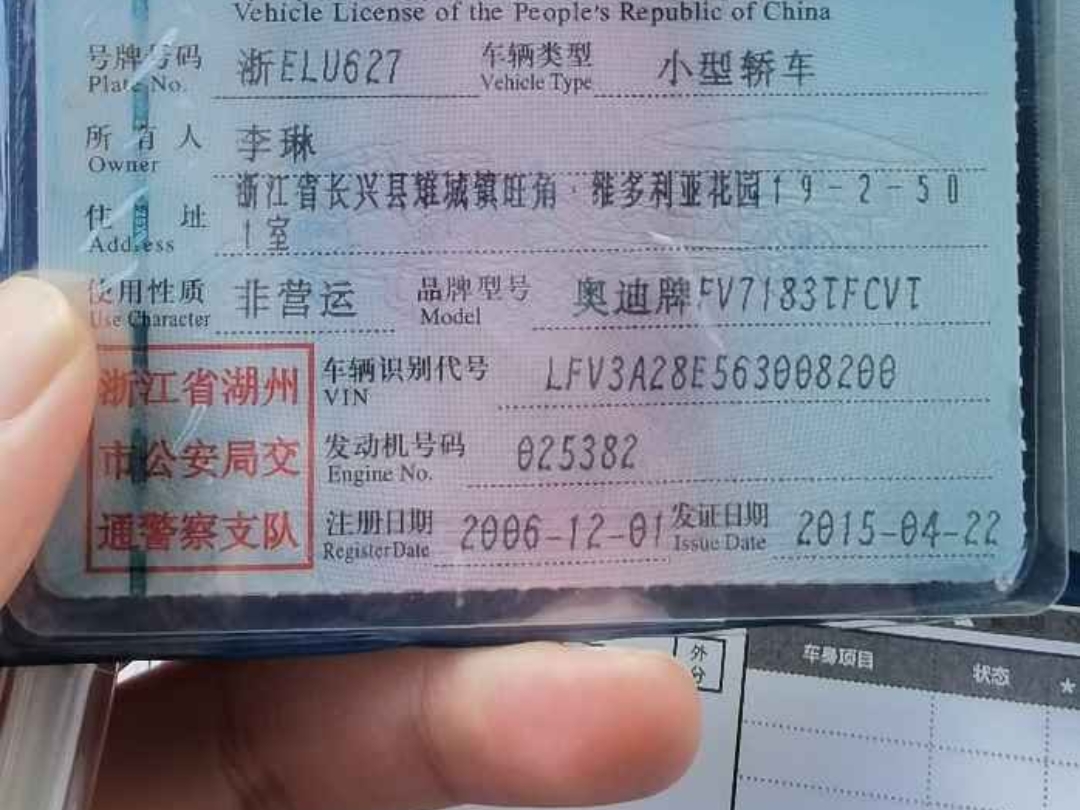 Vehicle License of the People's Republic of China
号牌号码 浙ELU627 车辆类型 小型轿车
Plate No. Vehicle Type
所有人 李琳
Owner
浙江省长兴县雉城镇旺角·维多利亚花园19-2-50
住址 1室
Address
使用性质 非营运 品牌型号 奥迪牌FV7183TFCVT
Use Character Model
浙江省湖州
市公安局交
通警察支队
车辆识别代号 LFV3A28E563008200
VIN
发动机号码 025382
Engine No.
注册日期 2006-12-01 发证日期 2015-04-22
Register Date Issue Date
外
分
车身项目 状态 ★